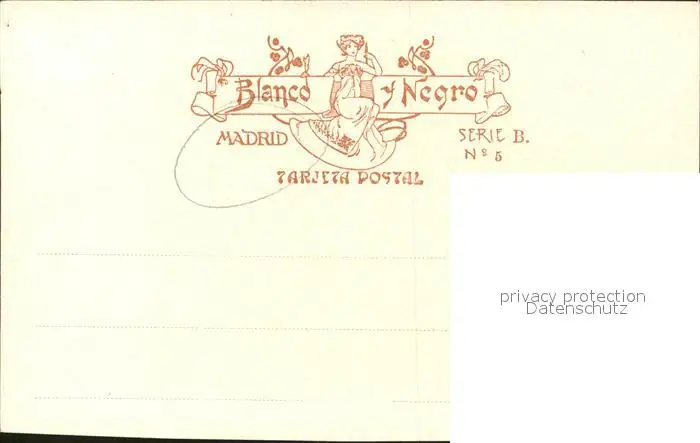 Blanco y Negro
MADRID SERIE B.
Nº 5
TARJETA POSTAL
privacy protection
Datenschutz